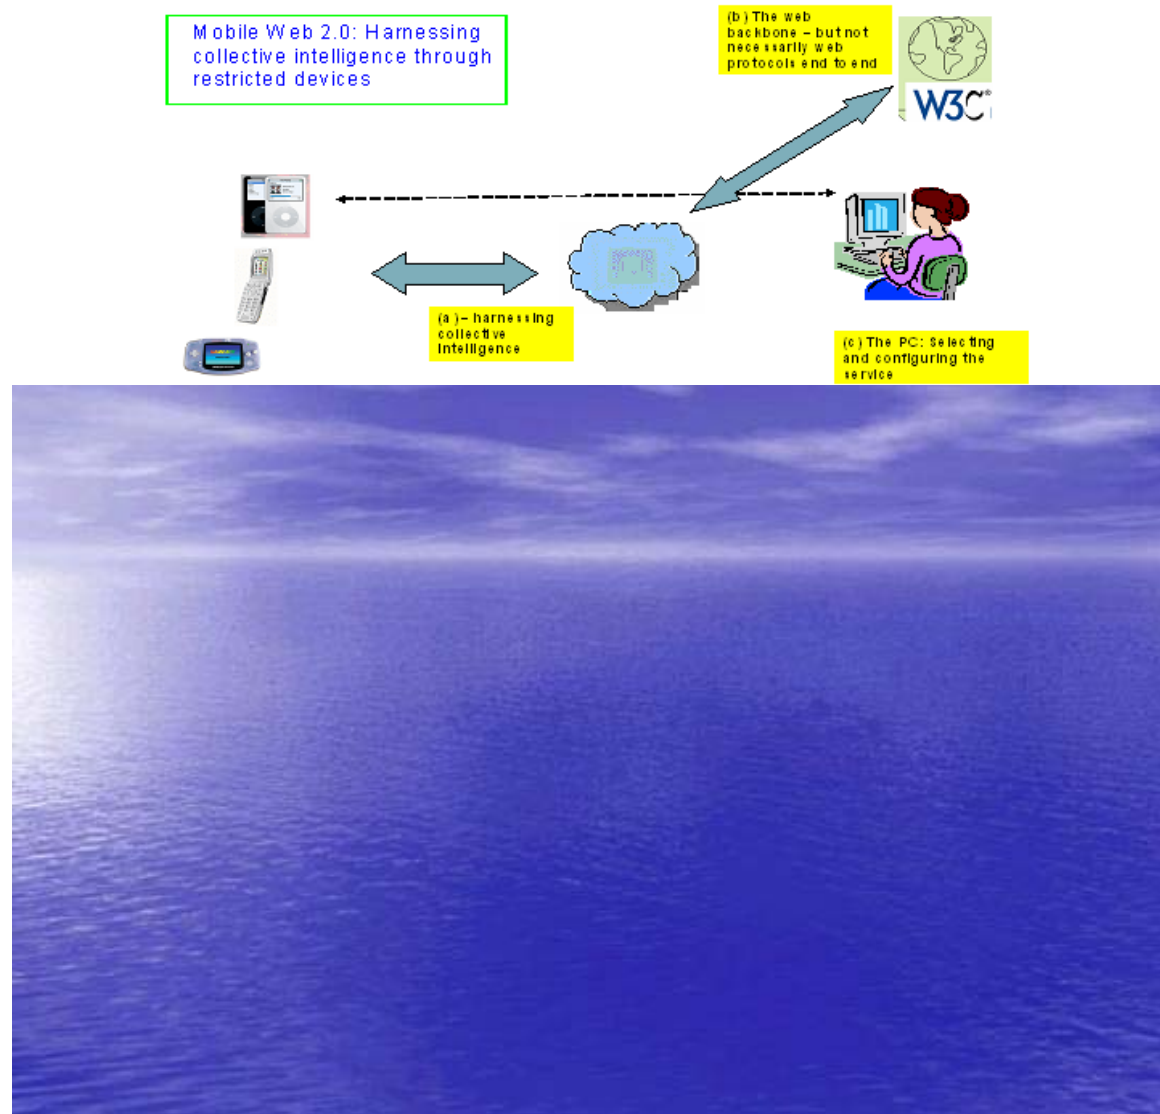 Mobile Web 2.0: Harnessing
collective intelligence through
restricted devices
(b) The web
backbone – but not
necessarily web
protocols end to end
W3C®
(a) – harnessing
collective
intelligence
(c) The PC: Selecting
and configuring the
service